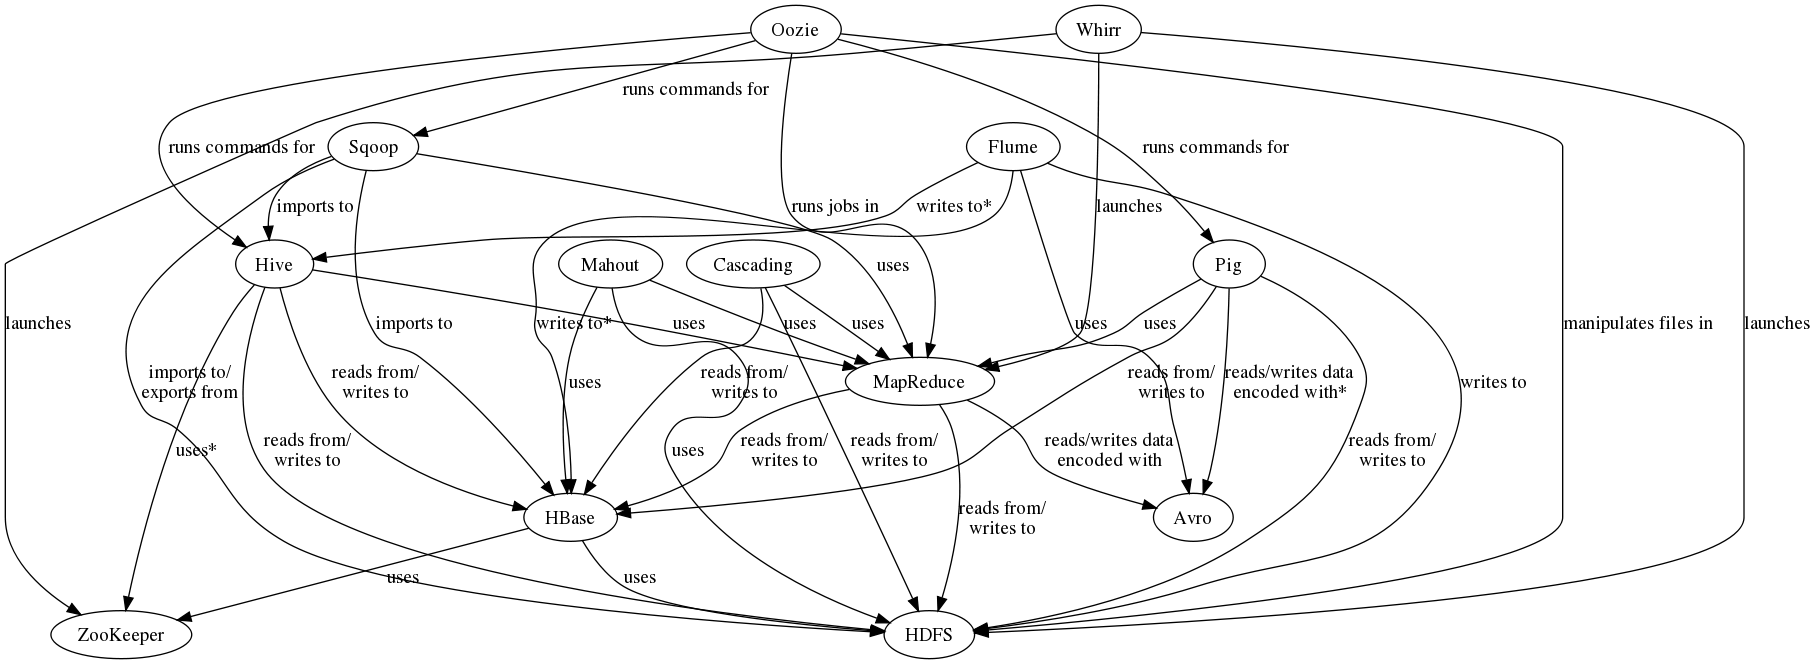 Oozie
Whirr
runs commands for
runs commands for
Sqoop
Flume
runs commands for
imports to
writes to*
runs jobs in
launches
Hive
Mahout
Cascading
uses
Pig
launches
imports to
writes to*
uses
uses
uses
uses
uses
manipulates files in
launches
imports to/
exports from
reads from/
writes to
uses
reads from/
writes to
MapReduce
reads from/
writes to
reads/writes data
encoded with*
writes to
uses*
reads from/
writes to
uses
reads from/
writes to
reads from/
writes to
reads/writes data
encoded with
reads from/
writes to
HBase
reads from/
writes to
Avro
uses
uses
ZooKeeper
HDFS